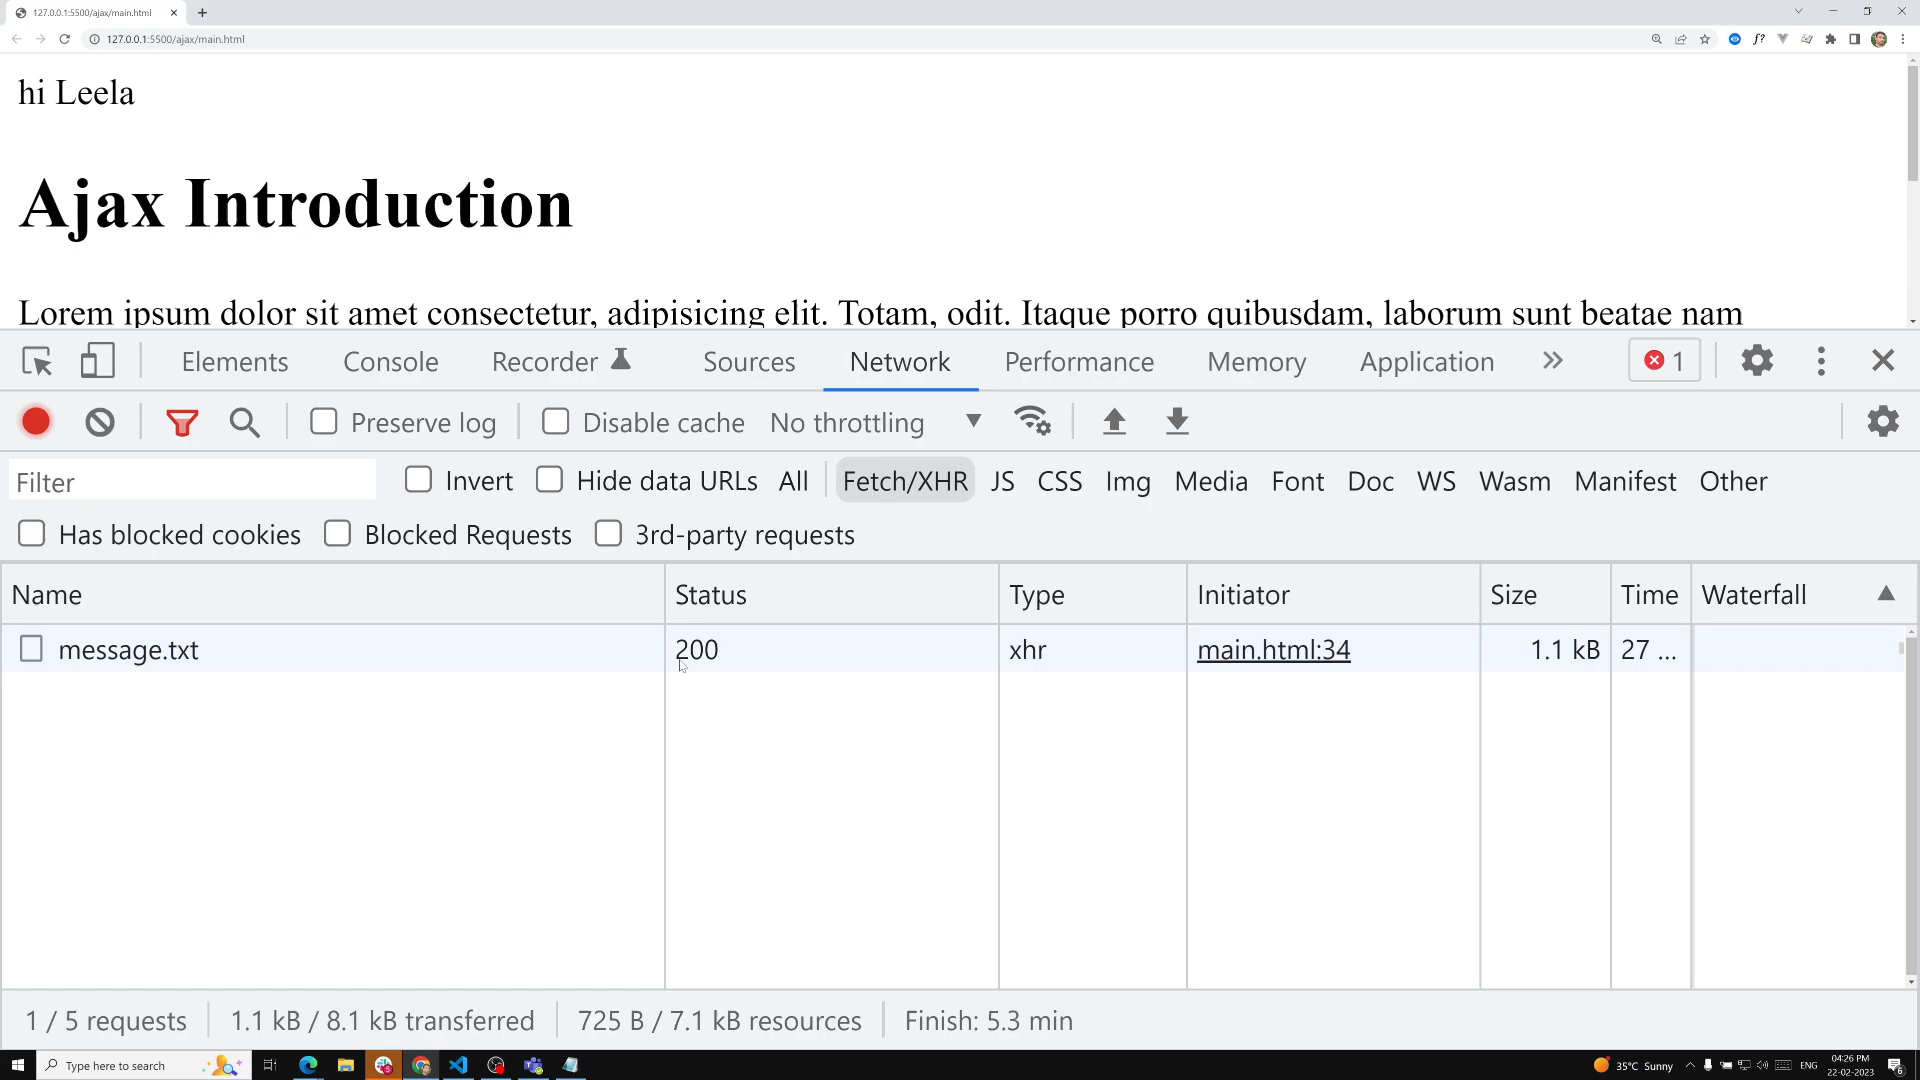 127.0.0.1:5500/ajax/main.html
127.0.0.1:5500/ajax/main.html
hi Leela
Ajax Introduction
Lorem ipsum dolor sit amet consectetur, adipisicing elit. Totam, odit. Itaque porro quibusdam, laborum sunt beatae nam
Elements Console Recorder Sources Network Performance Memory Application 1
Preserve log Disable cache No throttling
Filter Invert Hide data URLs All Fetch/XHR JS CSS Img Media Font Doc WS Wasm Manifest Other
Has blocked cookies Blocked Requests 3rd-party requests
Name Status Type Initiator Size Time Waterfall
message.txt 200 xhr main.html:34 1.1 kB 27 ...
1 / 5 requests 1.1 kB / 8.1 kB transferred 725 B / 7.1 kB resources Finish: 5.3 min
Type here to search 35°C Sunny ENG 04:26 PM
22-02-2023 6